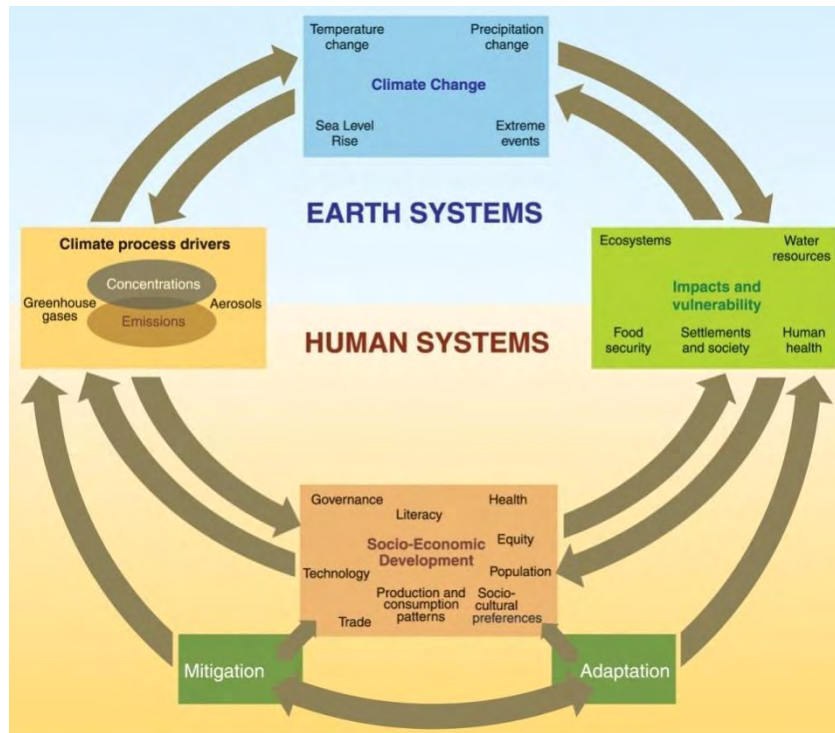 Temperature
change
Precipitation
change
Climate Change
Sea Level
Rise
Extreme
events
EARTH SYSTEMS
Climate process drivers
Concentrations
Greenhouse
gases
Aerosols
Emissions
Ecosystems
Water
resources
Impacts and
vulnerability
Food
security
Settlements
and society
Human
health
HUMAN SYSTEMS
Governance
Literacy
Health
Equity
Socio-Economic
Development
Technology
Population
Production and
consumption
patterns
Socio-
cultural
preferences
Trade
Mitigation
Adaptation